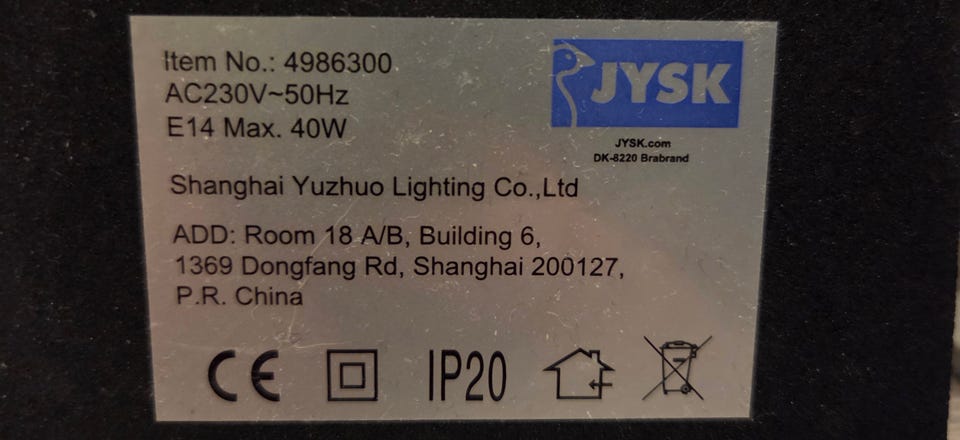 Item No.: 4986300
AC230V~50Hz
E14 Max. 40W
JYSK
JYSK.com
DK-8220 Brabrand
Shanghai Yuzhuo Lighting Co.,Ltd
ADD: Room 18 A/B, Building 6,
1369 Dongfang Rd, Shanghai 200127,
P.R. China
CE IP20